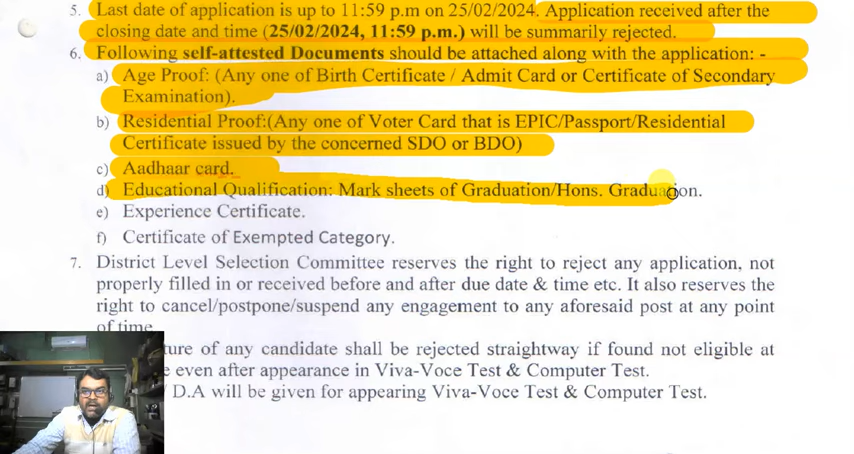 5. Last date of application is up to 11:59 p.m on 25/02/2024. Application received after the
closing date and time (25/02/2024, 11:59 p.m.) will be summarily rejected.
6. Following self-attested Documents should be attached along with the application: -
a) Age Proof: (Any one of Birth Certificate / Admit Card or Certificate of Secondary
Examination).
b) Residential Proof:(Any one of Voter Card that is EPIC/Passport/Residential
Certificate issued by the concerned SDO or BDO)
c) Aadhaar card.
d) Educational Qualification: Mark sheets of Graduation/Hons. Graduation.
e) Experience Certificate.
f) Certificate of Exempted Category.
7. District Level Selection Committee reserves the right to reject any application, not
properly filled in or received before and after due date & time etc. It also reserves the
right to cancel/postpone/suspend any engagement to any aforesaid post at any point
of time
ture of any candidate shall be rejected straightway if found not eligible at
e even after appearance in Viva-Voce Test & Computer Test.
D.A will be given for appearing Viva-Voce Test & Computer Test.